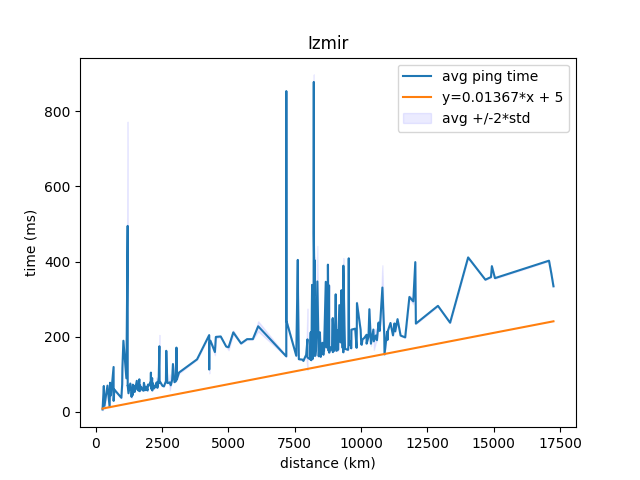 Izmir
avg ping time
y=0.01367*x + 5
avg +/-2*std
time (ms)
800
600
400
200
0
0 2500 5000 7500 10000 12500 15000 17500
distance (km)